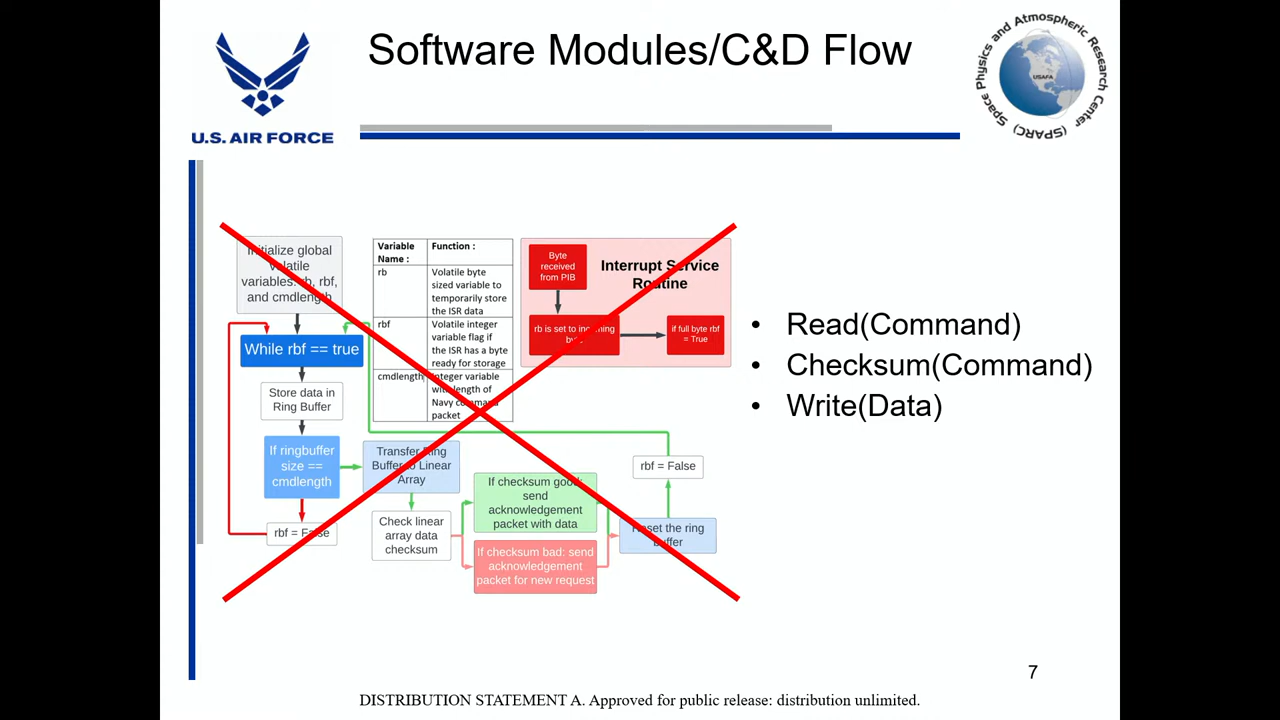 Software Modules/C&D Flow
U.S. AIR FORCE
Space Physics and Atmospheric Research Center (SPARC)
USAFA
Initialize global
volatile
variables: rb, rbf,
and cmdlength
While rbf == true
Store data in
Ring Buffer
If ringbuffer
size ==
cmdlength
rbf = False
Variable
Name :
Function :
rb
Volatile byte
sized variable to
temporarily store
the ISR data
rbf
Volatile integer
variable flag if
the ISR has a byte
ready for storage
cmdlength
Integer variable
with length of
Navy command
packet
Interrupt Service
Routine
Byte
received
from PIB
rb is set to incoming
byte
if full byte rbf
= True
Transfer Ring
Buffer to Linear
Array
Check linear
array data
checksum
If checksum good:
send
acknowledgement
packet with data
If checksum bad: send
acknowledgement
packet for new request
rbf = False
Reset the ring
buffer
• Read(Command)
• Checksum(Command)
• Write(Data)
7
DISTRIBUTION STATEMENT A. Approved for public release: distribution unlimited.